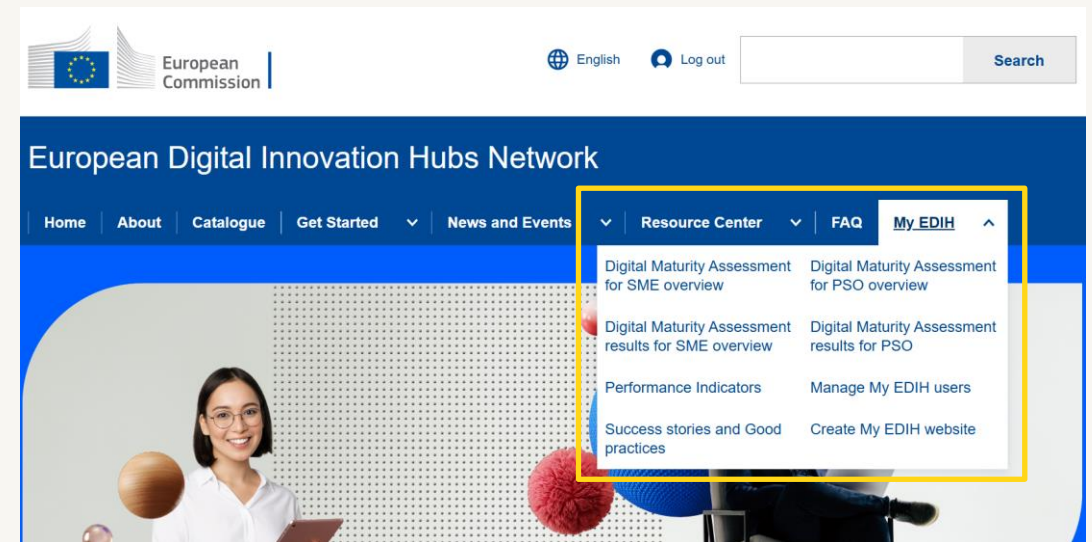 European
Commission
English
Log out
Search
European Digital Innovation Hubs Network
Home About Catalogue Get Started News and Events Resource Center FAQ My EDIH
Digital Maturity Assessment
for SME overview
Digital Maturity Assessment
for PSO overview
Digital Maturity Assessment
results for SME overview
Digital Maturity Assessment
results for PSO
Performance Indicators
Manage My EDIH users
Success stories and Good
practices
Create My EDIH website